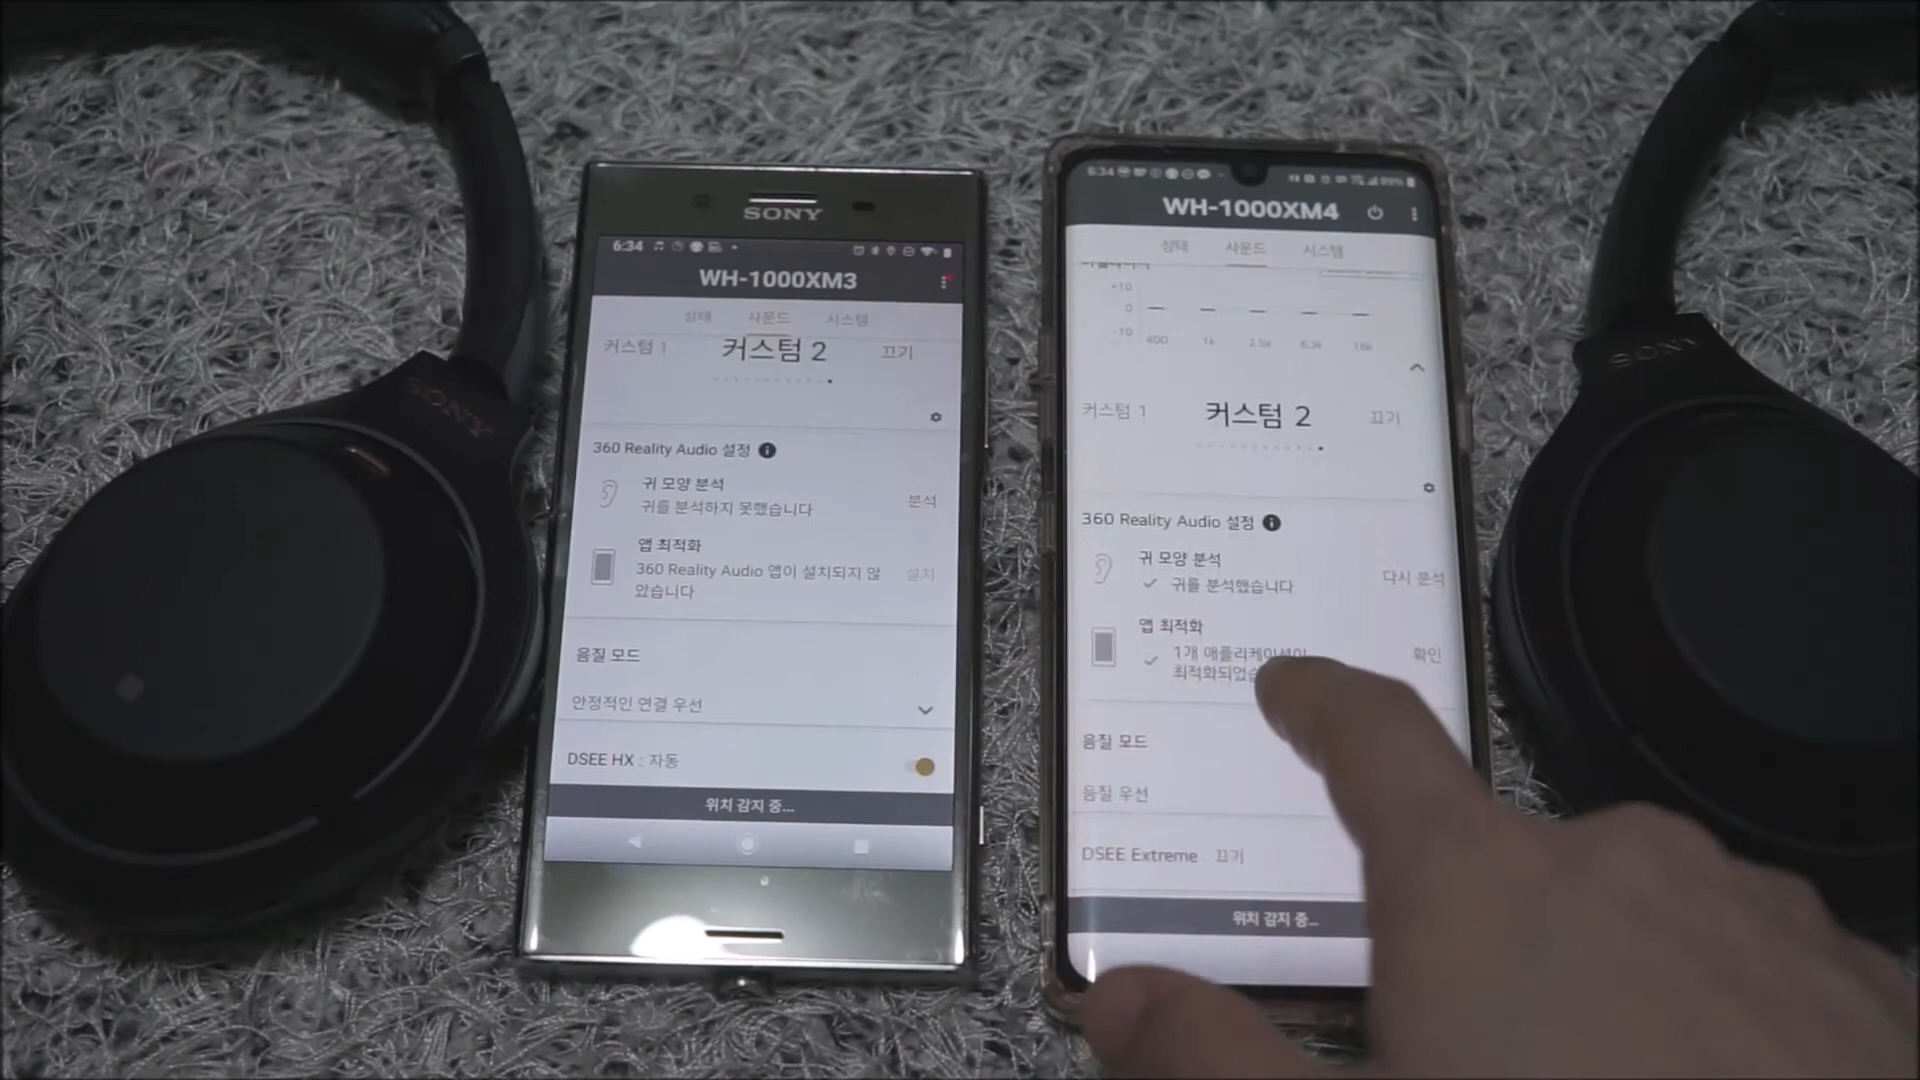 SONY
SONY
6:34
WH-1000XM3
상태 사운드 시스템
커스텀 1 커스텀 2 끄기
360 Reality Audio 설정
귀 모양 분석
귀를 분석하지 못했습니다
분석
앱 최적화
360 Reality Audio 앱이 설치되지 않
았습니다
설치
음질 모드
안정적인 연결 우선
DSEE HX : 자동
위치 감지 중...
6:34
89%
WH-1000XM4
상태 사운드 시스템
+10
0
-10
400 1k 2.5k 6.3k 16k
커스텀 1 커스텀 2 끄기
360 Reality Audio 설정
귀 모양 분석
귀를 분석했습니다
다시 분석
앱 최적화
1개 애플리케이션이
최적화되었습
확인
음질 모드
음질 우선
DSEE Extreme : 끄기
위치 감지 중...
SONY